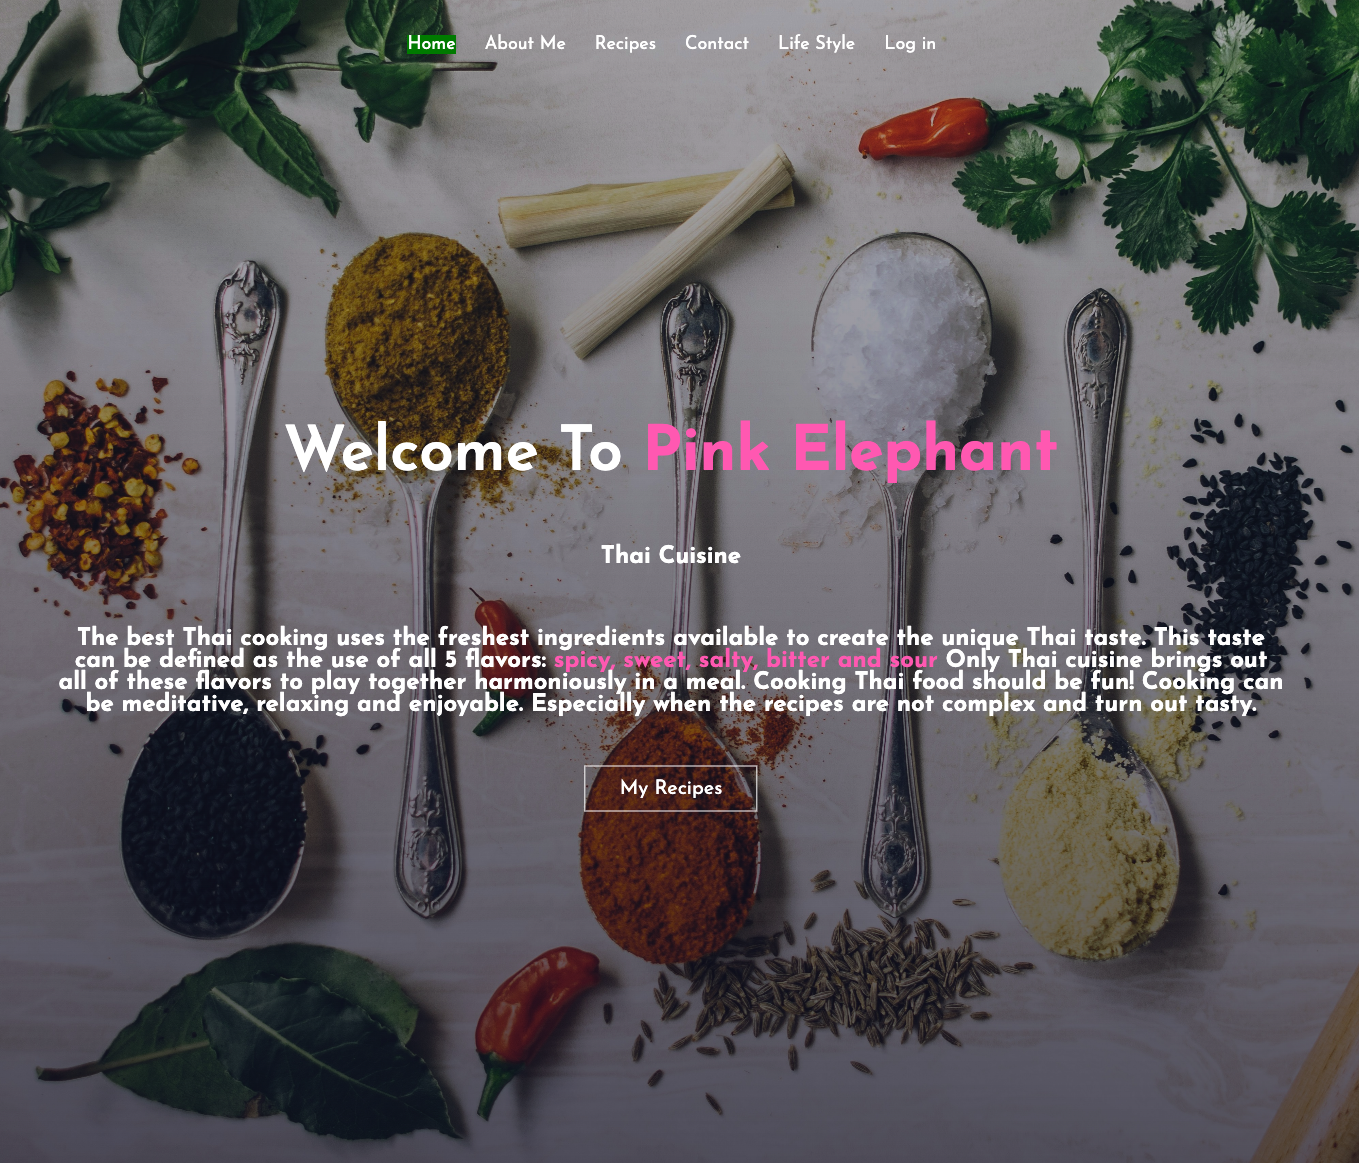 Home About Me Recipes Contact Life Style Log in
Welcome To Pink Elephant
Thai Cuisine
The best Thai cooking uses the freshest ingredients available to create the unique Thai taste. This taste
can be defined as the use of all 5 flavors: spicy, sweet, salty, bitter and sour Only Thai cuisine brings out
all of these flavors to play together harmoniously in a meal. Cooking Thai food should be fun! Cooking can
be meditative, relaxing and enjoyable. Especially when the recipes are not complex and turn out tasty.
My Recipes